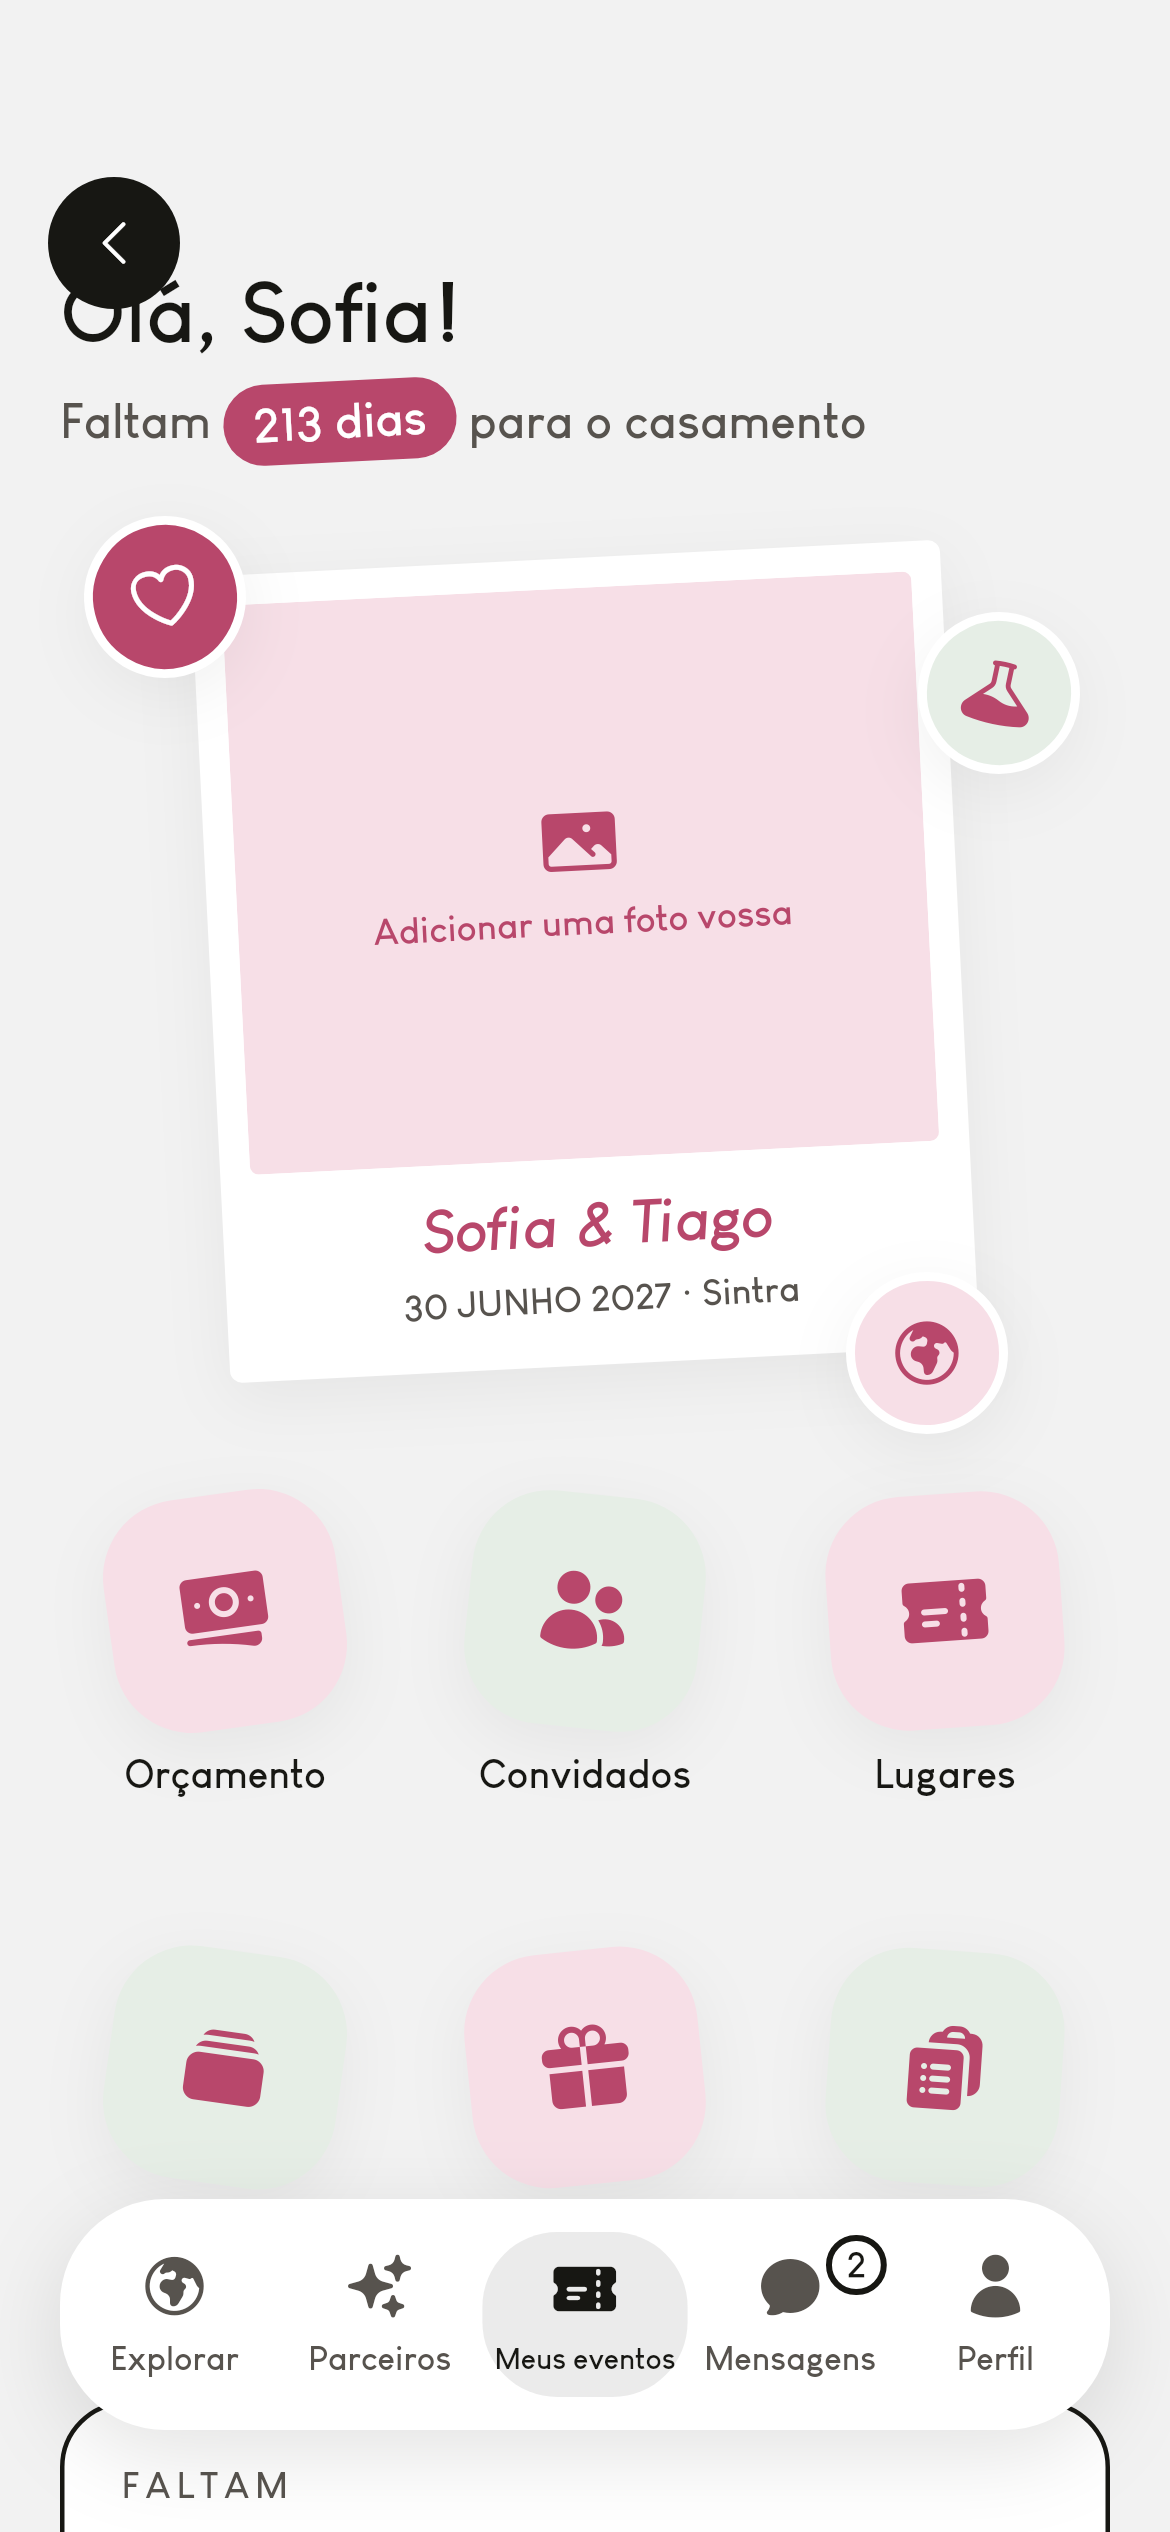 Olá, Sofia!
Faltam 213 dias para o casamento
Adicionar uma foto vossa
Sofia & Tiago
30 JUNHO 2027 · Sintra
Orçamento Convidados Lugares
2
Explorar Parceiros Meus eventos Mensagens Perfil
FALTAM